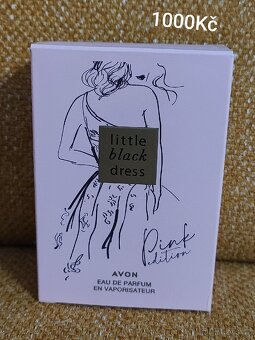 1000Kč
little
black
dress
Pink
edition
AVON
EAU DE PARFUM
EN VAPORISATEUR